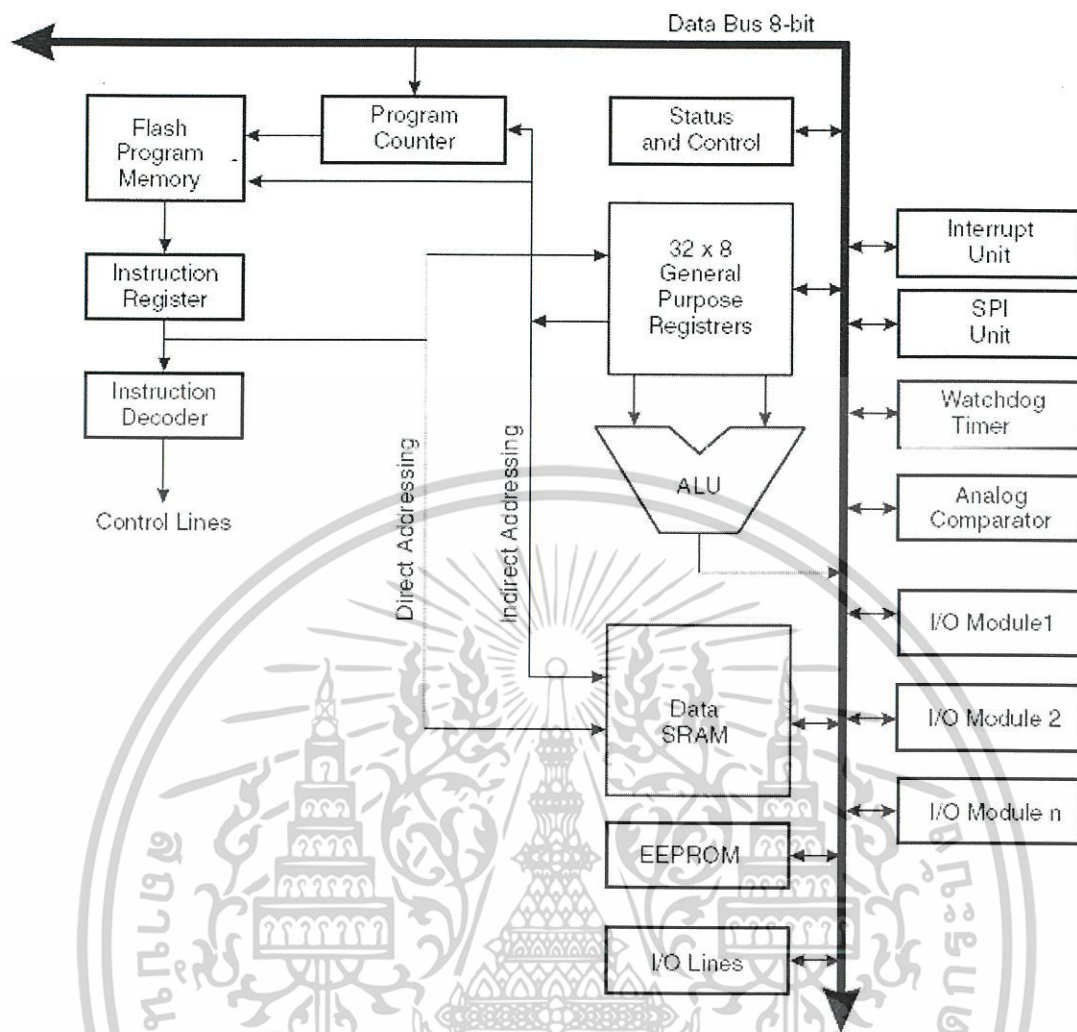 Data Bus 8-bit
Flash
Program
Memory
Program
Counter
Status
and Control
Instruction
Register
Instruction
Decoder
Control Lines
Direct Addressing
Indirect Addressing
32 x 8
General
Purpose
Registrers
ALU
Data
SRAM
EEPROM
I/O Lines
Interrupt
Unit
SPI
Unit
Watchdog
Timer
Analog
Comparator
I/O Module1
I/O Module 2
I/O Module n